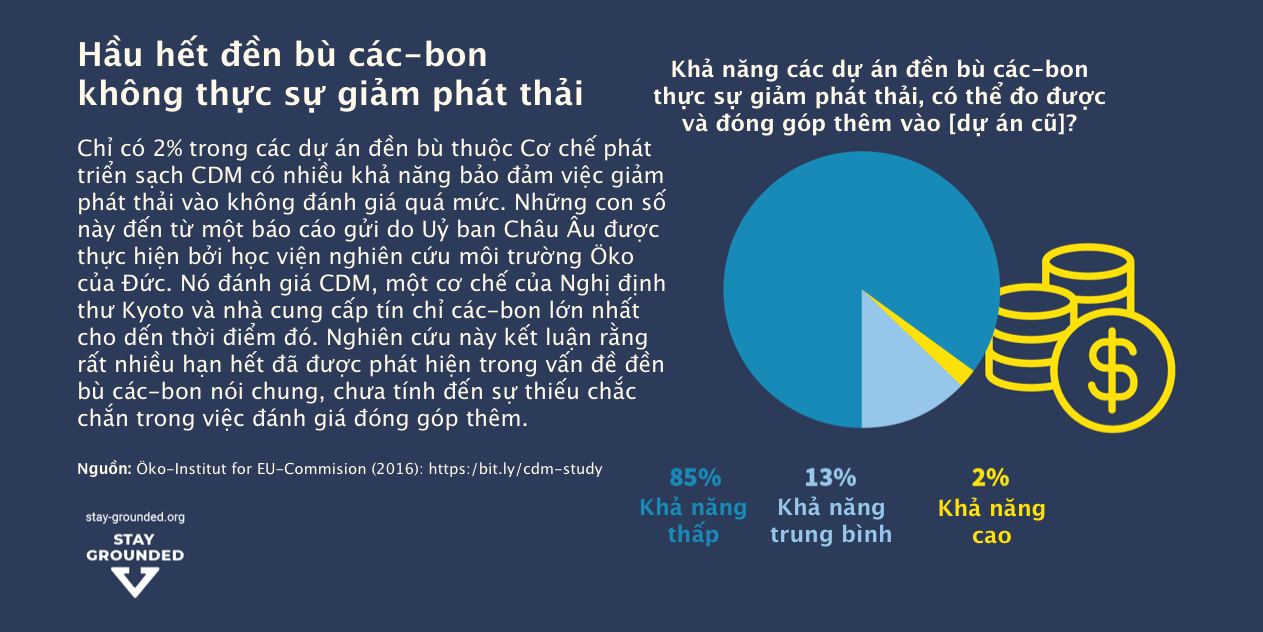 Hầu hết đền bù các-bon
không thực sự giảm phát thải
Chỉ có 2% trong các dự án đền bù thuộc Cơ chế phát
triển sạch CDM có nhiều khả năng bảo đảm việc giảm
phát thải vào không đánh giá quá mức. Những con số
này đến từ một báo cáo gửi do Uỷ ban Châu Âu được
thực hiện bởi học viện nghiên cứu môi trường Öko
của Đức. Nó đánh giá CDM, một cơ chế của Nghị định
thư Kyoto và nhà cung cấp tín chỉ các-bon lớn nhất
cho dến thời điểm đó. Nghiên cứu này kết luận rằng
rất nhiều hạn hết đã được phát hiện trong vấn đề đền
bù các-bon nói chung, chưa tính đến sự thiếu chắc
chắn trong việc đánh giá đóng góp thêm.
Nguồn: Öko-Institut for EU-Commision (2016): https:/bit.ly/cdm-study
stay-grounded.org
STAY
GROUNDED
Khả năng các dự án đền bù các-bon
thực sự giảm phát thải, có thể đo được
và đóng góp thêm vào [dự án cũ]?
$
85%
Khả năng
thấp
13%
Khả năng
trung bình
2%
Khả năng
cao